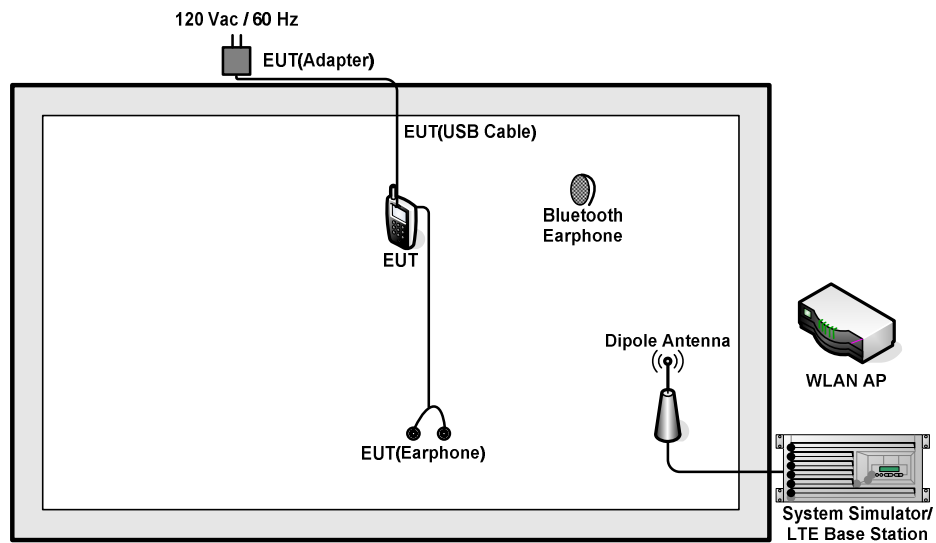 120 Vac / 60 Hz
EUT(Adapter)
EUT(USB Cable)
Bluetooth
Earphone
EUT
Dipole Antenna
WLAN AP
EUT(Earphone)
System Simulator/
LTE Base Station